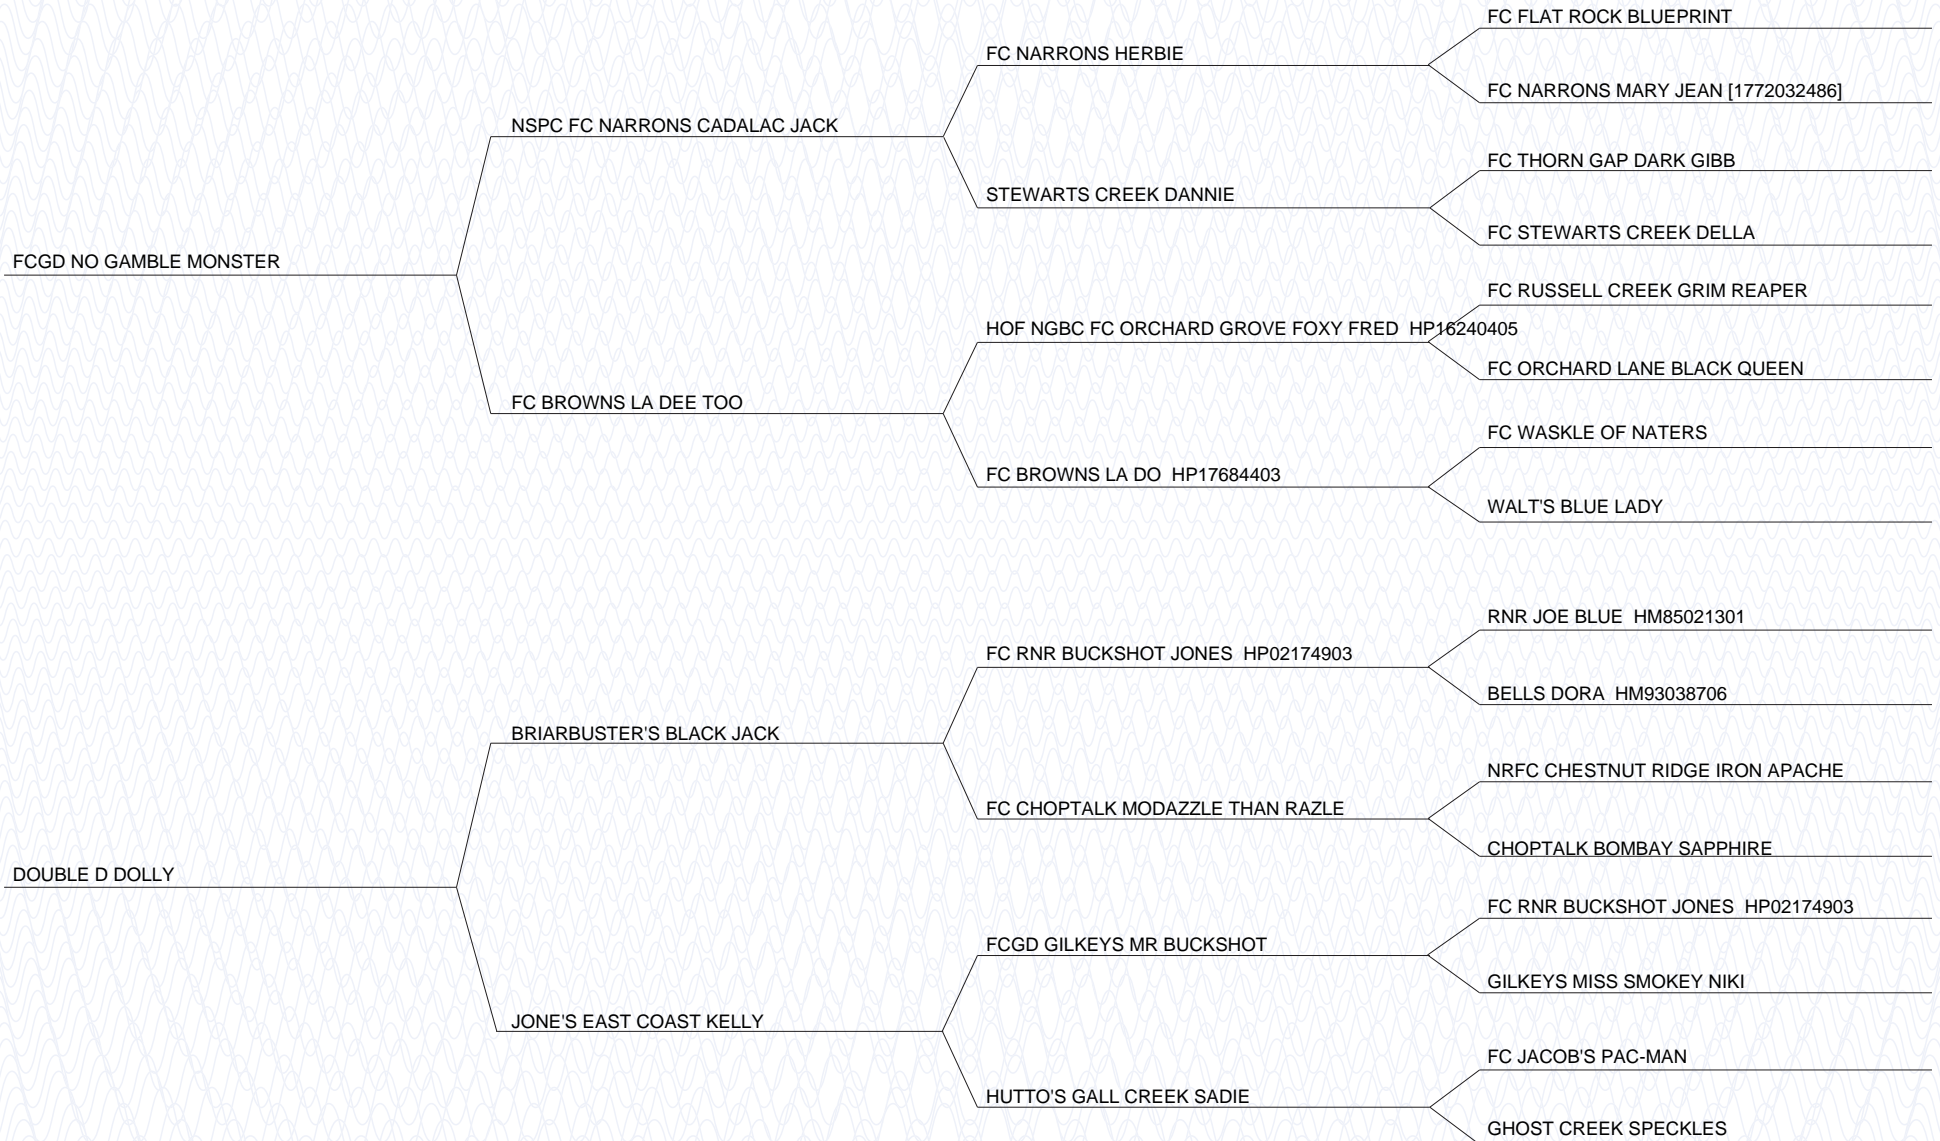 FC FLAT ROCK BLUEPRINT
FC NARRONS HERBIE
FC NARRONS MARY JEAN [1772032486]
NSPC FC NARRONS CADALAC JACK
FC THORN GAP DARK GIBB
STEWARTS CREEK DANNIE
FC STEWARTS CREEK DELLA
FCGD NO GAMBLE MONSTER
FC RUSSELL CREEK GRIM REAPER
HOF NGBC FC ORCHARD GROVE FOXY FRED HP16240405
FC ORCHARD LANE BLACK QUEEN
FC BROWNS LA DEE TOO
FC WASKLE OF NATERS
FC BROWNS LA DO HP17684403
WALT'S BLUE LADY
RNR JOE BLUE HM85021301
FC RNR BUCKSHOT JONES HP02174903
BELLS DORA HM93038706
BRIARBUSTER'S BLACK JACK
NRFC CHESTNUT RIDGE IRON APACHE
FC CHOPTALK MODAZZLE THAN RAZLE
CHOPTALK BOMBAY SAPPHIRE
DOUBLE D DOLLY
FC RNR BUCKSHOT JONES HP02174903
FCGD GILKEYS MR BUCKSHOT
GILKEYS MISS SMOKEY NIKI
JONE'S EAST COAST KELLY
FC JACOB'S PAC-MAN
HUTTO'S GALL CREEK SADIE
GHOST CREEK SPECKLES